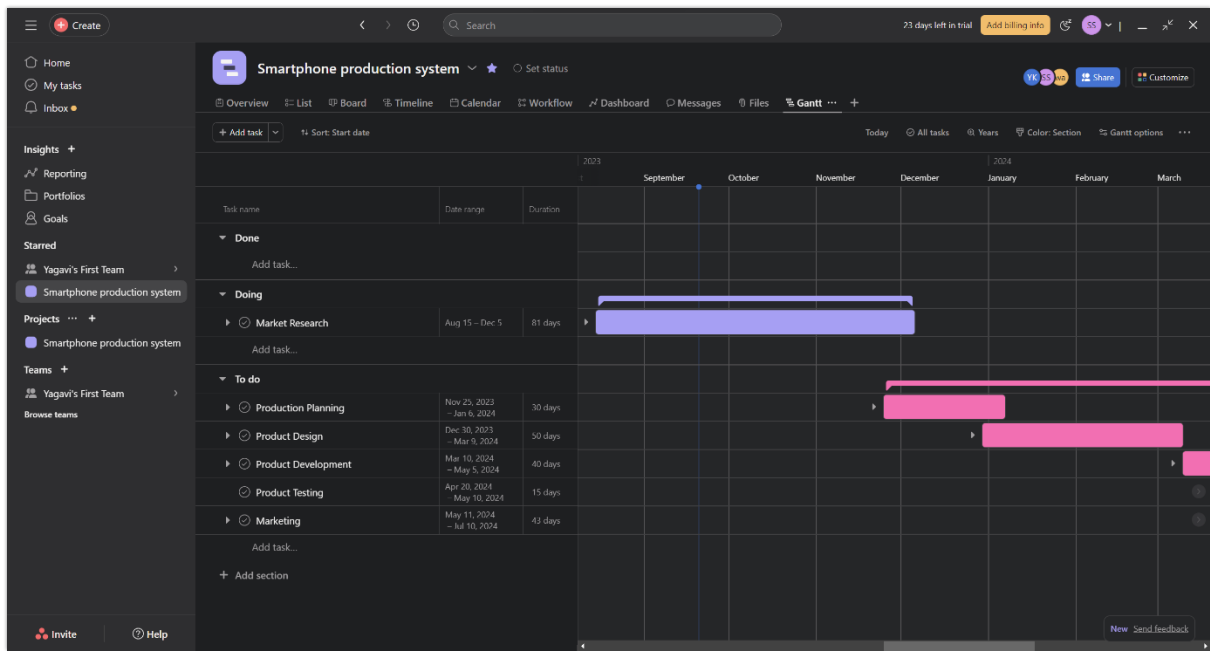 Create
Search
23 days left in trial
Add billing info
SS
Home
My tasks
Inbox
Insights +
Reporting
Portfolios
Goals
Starred
Yagavi's First Team
Smartphone production system
Projects ... +
Smartphone production system
Teams +
Yagavi's First Team
Browse teams
Invite
Help
Smartphone production system
Set status
YK
SS
va
Share
Customize
Overview
List
Board
Timeline
Calendar
Workflow
Dashboard
Messages
Files
Gantt ... +
+ Add task
Sort: Start date
Today
All tasks
Years
Color: Section
Gantt options
...
2023
2024
September
October
November
December
January
February
March
Task name
Date range
Duration
Done
Add task...
Doing
Market Research
Aug 15 – Dec 5
81 days
Add task...
To do
Production Planning
Nov 25, 2023
– Jan 6, 2024
30 days
Product Design
Dec 30, 2023
– Mar 9, 2024
50 days
Product Development
Mar 10, 2024
– May 5, 2024
40 days
Product Testing
Apr 20, 2024
– May 10, 2024
15 days
Marketing
May 11, 2024
– Jul 10, 2024
43 days
Add task...
+ Add section
New
Send feedback